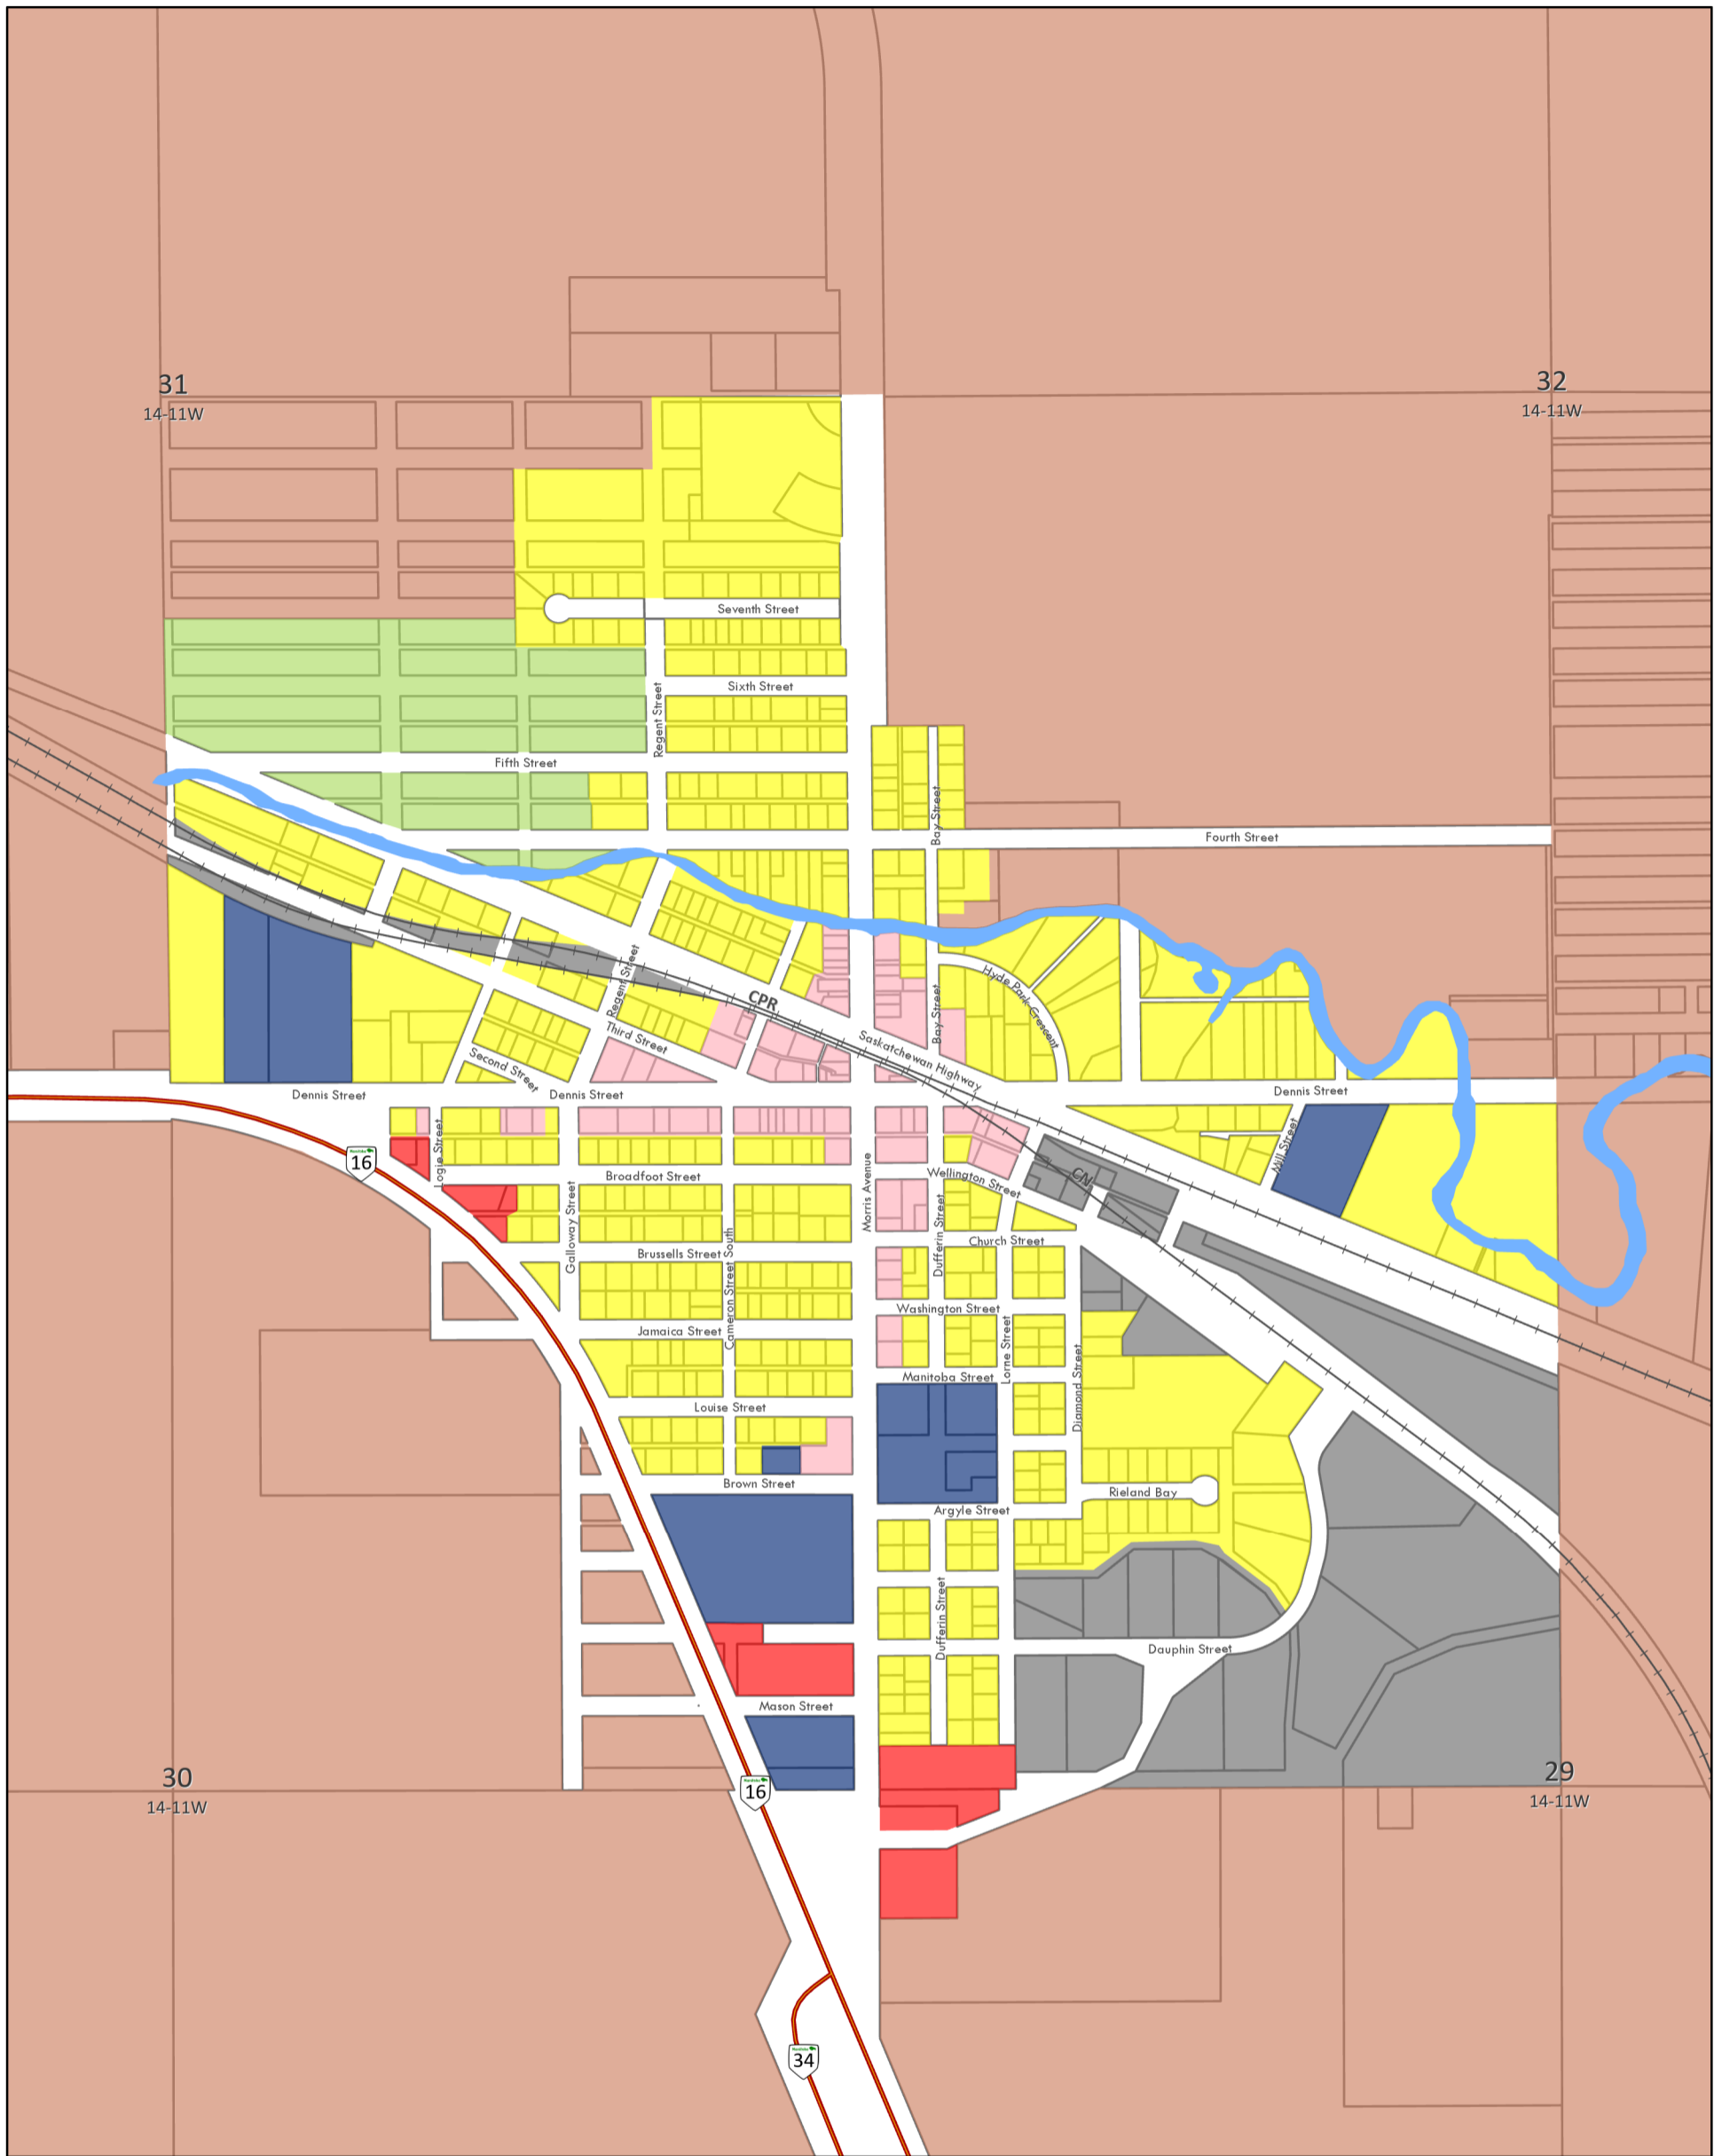 31
14-11W
32
14-11W
Seventh Street
Sixth Street
Regent Street
Fifth Street
Bay Street
Fourth Street
Regent Street
CPR
Hyde Park Crescent
Bay Street
Third Street
Saskatchewan Highway
Second Street
Dennis Street
Dennis Street
Dennis Street
16
Logie Street
Broadfoot Street
Morris Avenue
Wellington Street
CN
Mill Street
Galloway Street
Dufferin Street
Church Street
Brussells Street
Cameron Street South
Washington Street
Jamaica Street
Lorne Street
Diamond Street
Manitoba Street
Louise Street
Brown Street
Rieland Bay
Argyle Street
Dufferin Street
Dauphin Street
Mason Street
30
14-11W
16
29
14-11W
34